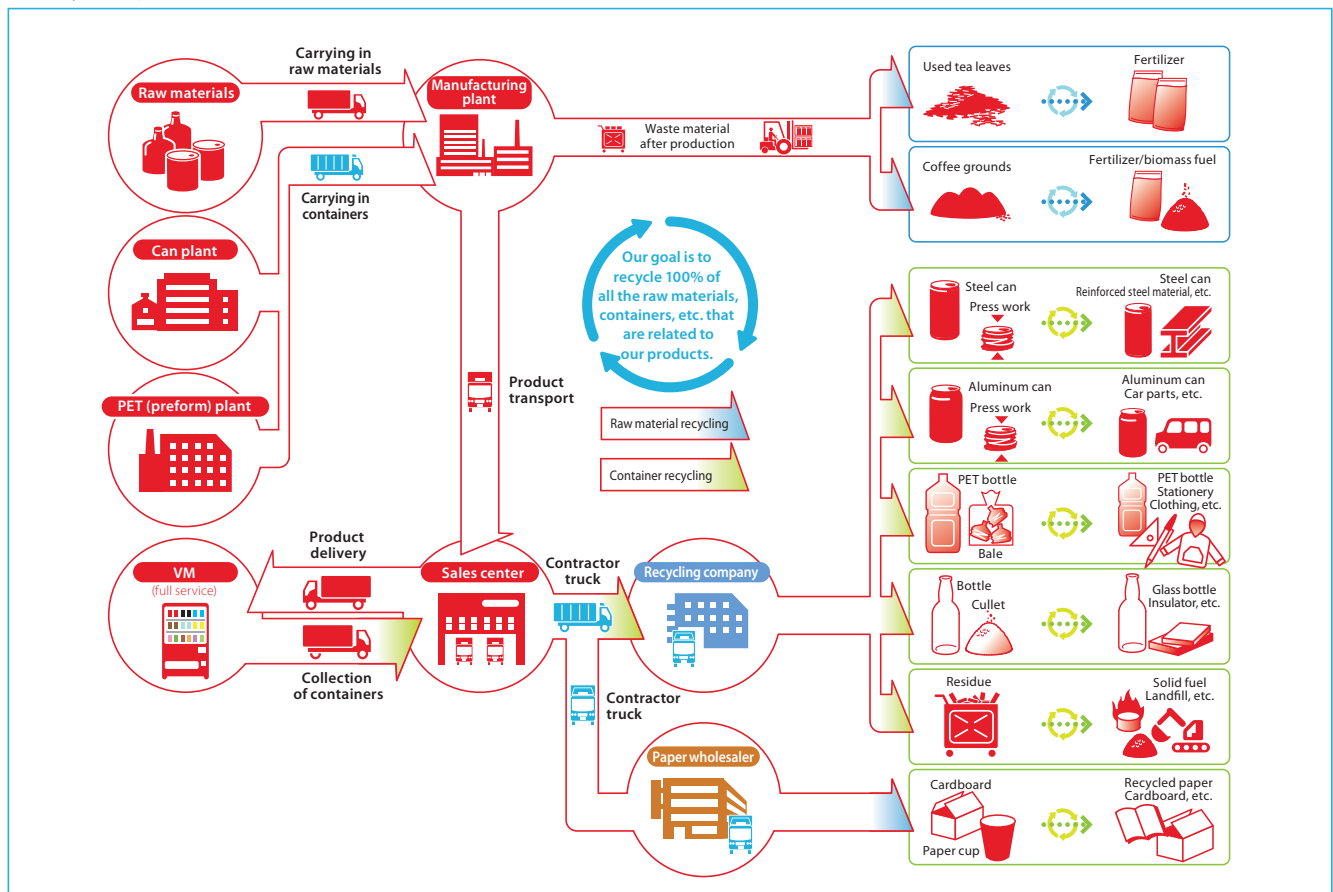 Carrying in
raw materials
Raw materials
Manufacturing
plant
Carrying in
containers
Waste material
after production
Used tea leaves
Fertilizer
Coffee grounds
Fertilizer/biomass fuel
Can plant
PET (preform) plant
Our goal is to
recycle 100% of
all the raw materials,
containers, etc. that
are related to
our products.
Product
transport
Raw material recycling
Container recycling
Steel can
Press work
Steel can
Reinforced steel material, etc.
Aluminum can
Press work
Aluminum can
Car parts, etc.
PET bottle
Bale
PET bottle
Stationery
Clothing, etc.
Product
delivery
VM
(full service)
Collection
of containers
Sales center
Contractor
truck
Recycling company
Contractor
truck
Paper wholesaler
Bottle
Cullet
Glass bottle
Insulator, etc.
Residue
Solid fuel
Landfill, etc.
Cardboard
Paper cup
Recycled paper
Cardboard, etc.